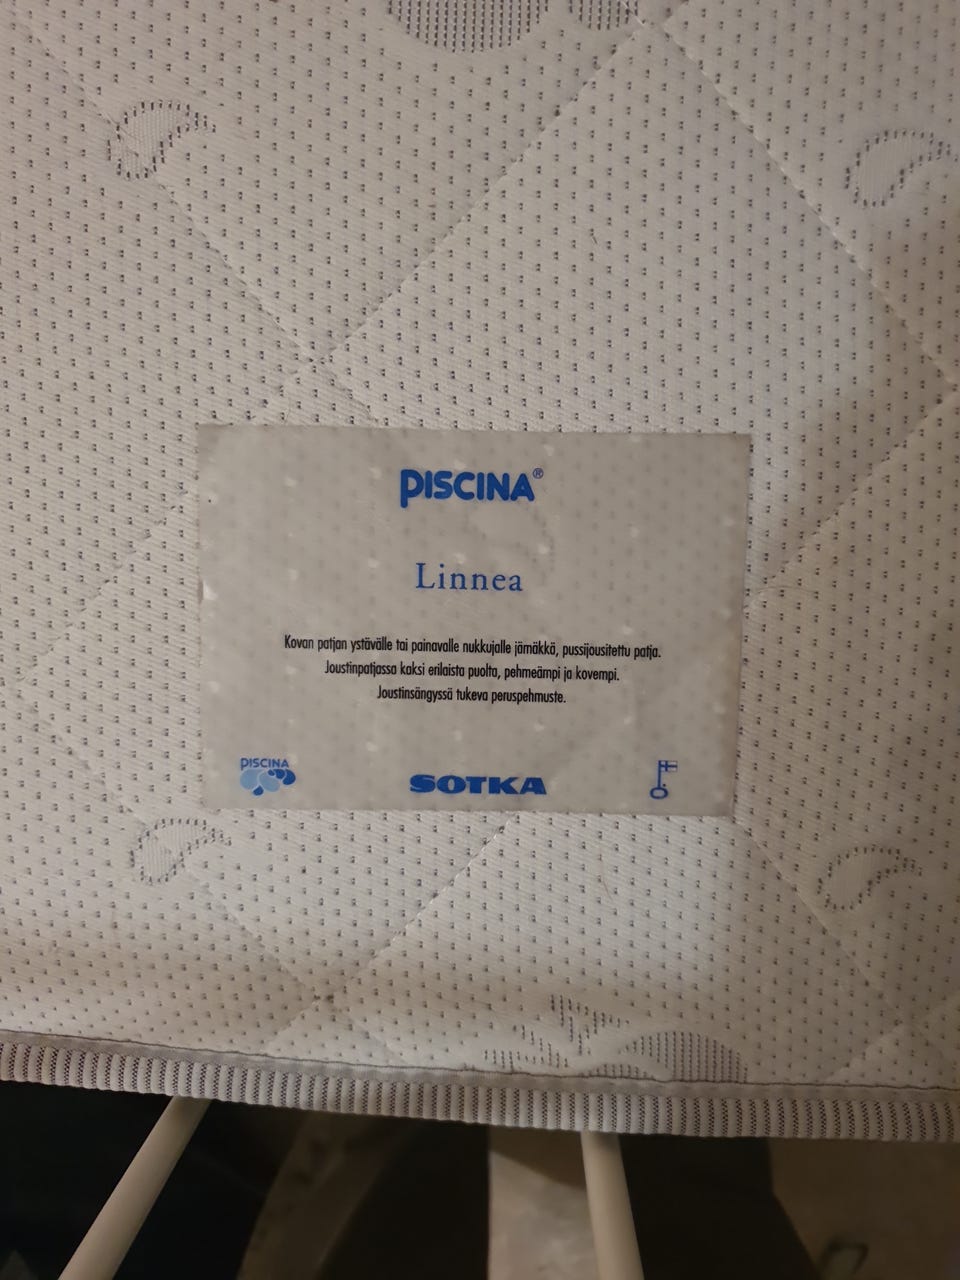 PISCINA®
Linnea
Kovan patjan ystävälle tai painavalle nukkujalle jämäkkä, pussijousitettu patja.
Joustinpatjassa kaksi erilaista puolta, pehmeämpi ja kovempi.
Joustinsängyssä tukeva peruspehmuste.
PISCINA
SOTKA